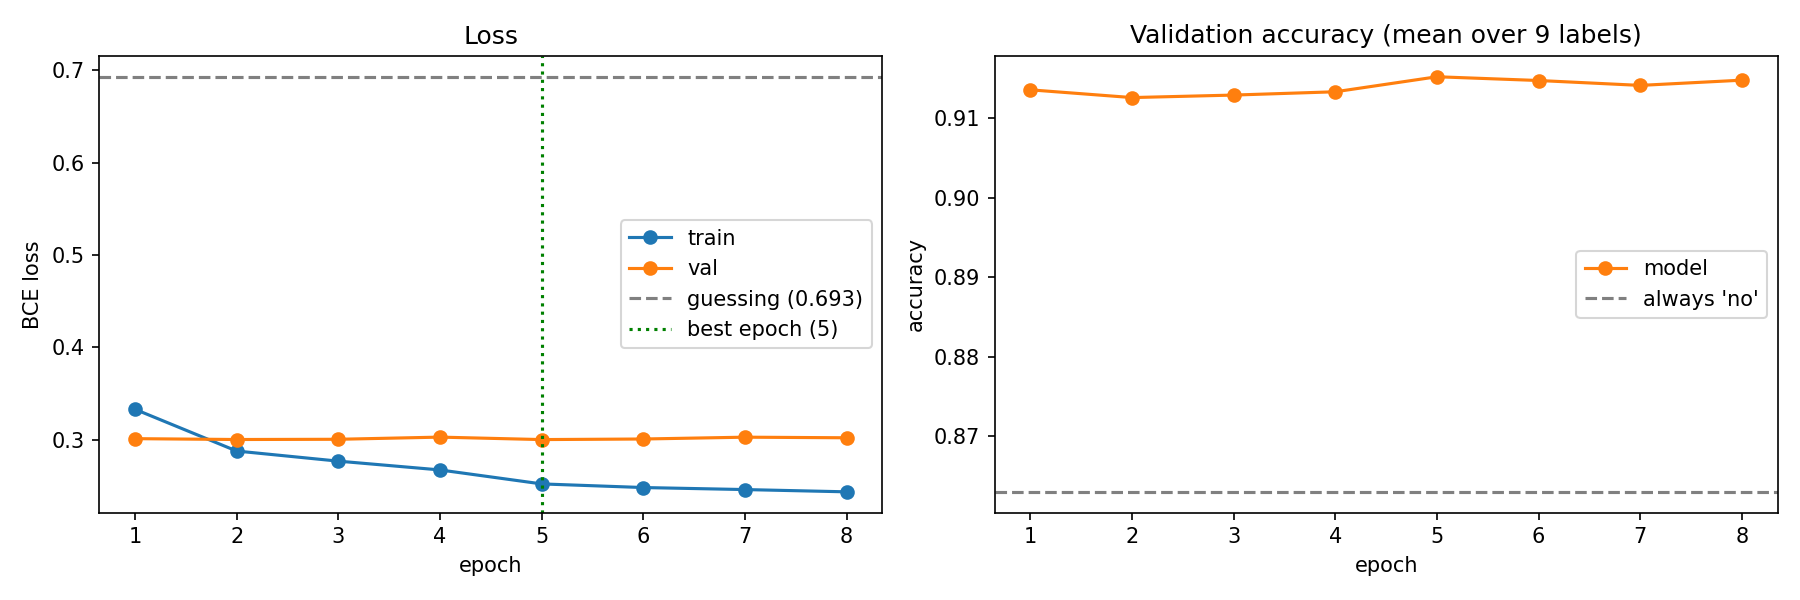 Loss
0.7
0.6
0.5
0.4
0.3
BCE loss
train
val
guessing (0.693)
best epoch (5)
1 2 3 4 5 6 7 8
epoch
Validation accuracy (mean over 9 labels)
0.91
0.90
0.89
0.88
0.87
accuracy
model
always 'no'
1 2 3 4 5 6 7 8
epoch